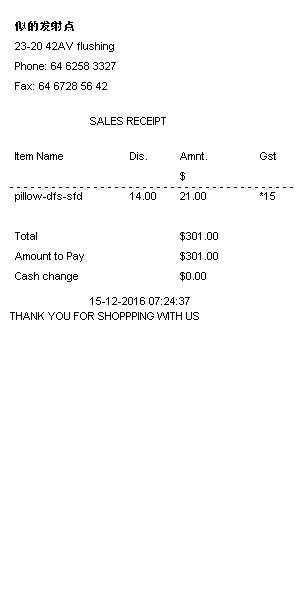 似的发射点
23-20 42AV flushing
Phone: 64 6258 3327
Fax: 64 6728 56 42
SALES RECEIPT
Item Name Dis. Amnt. Gst
$
pillow-dfs-sfd 14.00 21.00 *15
Total $301.00
Amount to Pay $301.00
Cash change $0.00
15-12-2016 07:24:37
THANK YOU FOR SHOPPPING WITH US